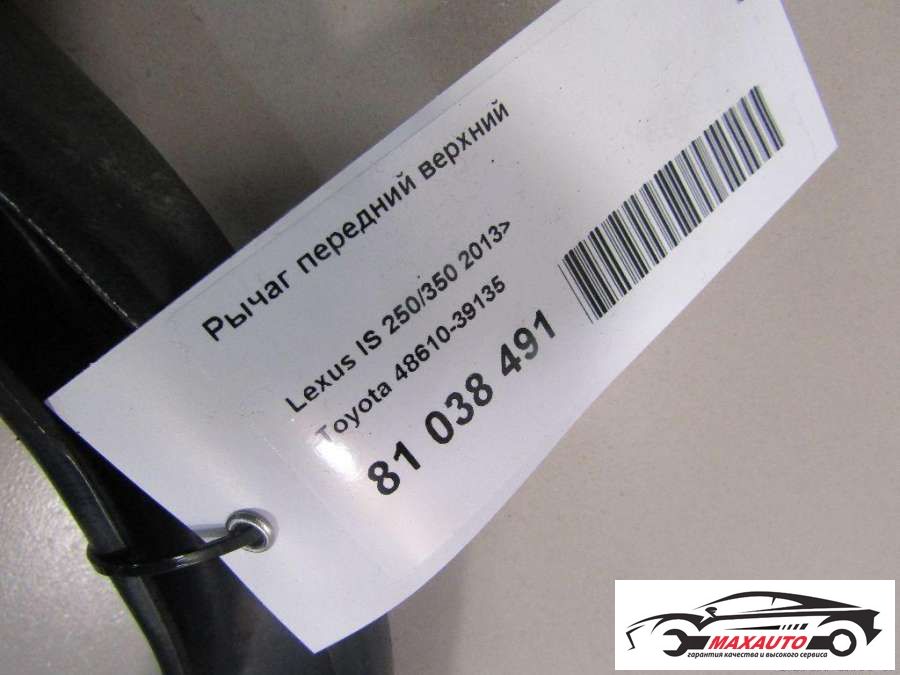 Рычаг передний верхний
Lexus IS 250/350 2013>
Toyota 48610-39135
81 038 491
MAXAUTO
гарантия качества и высокого сервиса